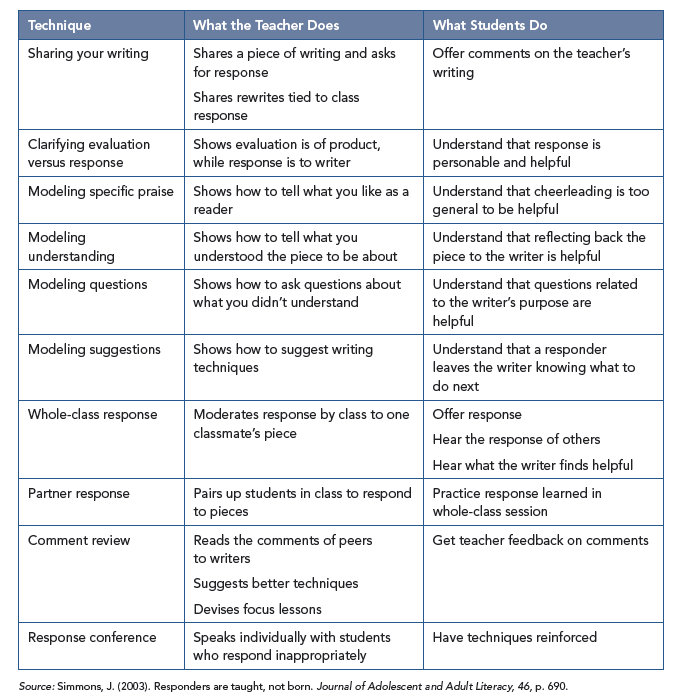 Technique What the Teacher Does What Students Do
Sharing your writing
Shares a piece of writing and asks
for response
Shares rewrites tied to class
response
Offer comments on the teacher's
writing
Clarifying evaluation
versus response
Shows evaluation is of product,
while response is to writer
Understand that response is
personable and helpful
Modeling specific praise
Shows how to tell what you like as a
reader
Understand that cheerleading is too
general to be helpful
Modeling
understanding
Shows how to tell what you
understood the piece to be about
Understand that reflecting back the
piece to the writer is helpful
Modeling questions
Shows how to ask questions about
what you didn't understand
Understand that questions related
to the writer's purpose are
helpful
Modeling suggestions
Shows how to suggest writing
techniques
Understand that a responder
leaves the writer knowing what to
do next
Whole-class response
Moderates response by class to one
classmate's piece
Offer response
Hear the response of others
Hear what the writer finds helpful
Partner response
Pairs up students in class to respond
to pieces
Practice response learned in
whole-class session
Comment review
Reads the comments of peers
to writers
Suggests better techniques
Devises focus lessons
Get teacher feedback on comments
Response conference
Speaks individually with students
who respond inappropriately
Have techniques reinforced
Source: Simmons, J. (2003). Responders are taught, not born. Journal of Adolescent and Adult Literacy, 46, p. 690.